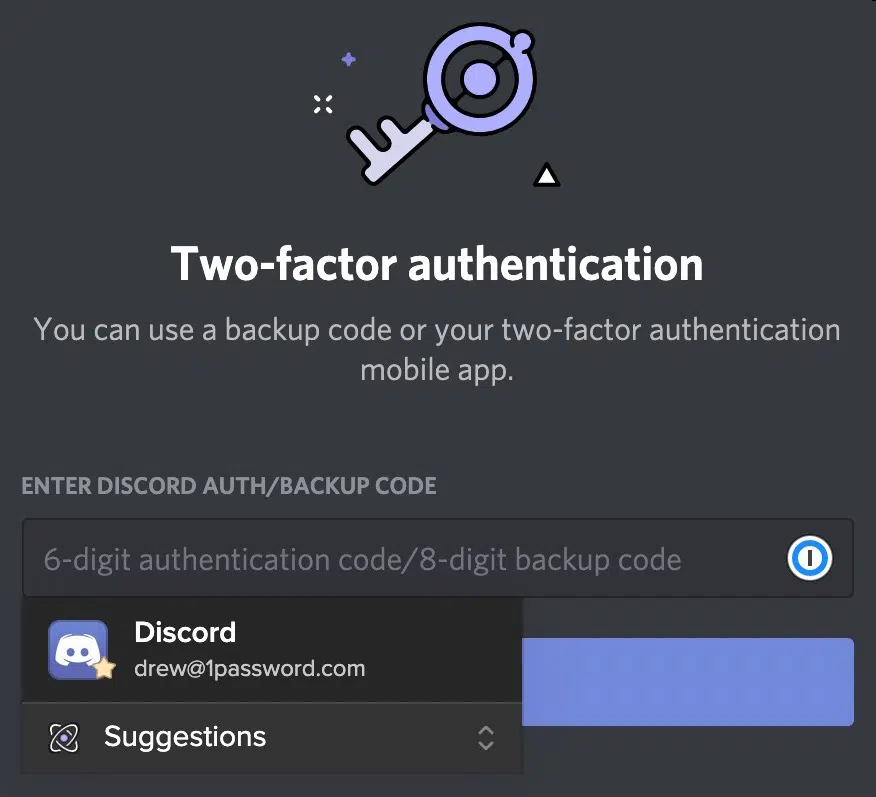 Two-factor authentication
You can use a backup code or your two-factor authentication
mobile app.
ENTER DISCORD AUTH/BACKUP CODE
6-digit authentication code/8-digit backup code
Discord
drew@1password.com
Suggestions